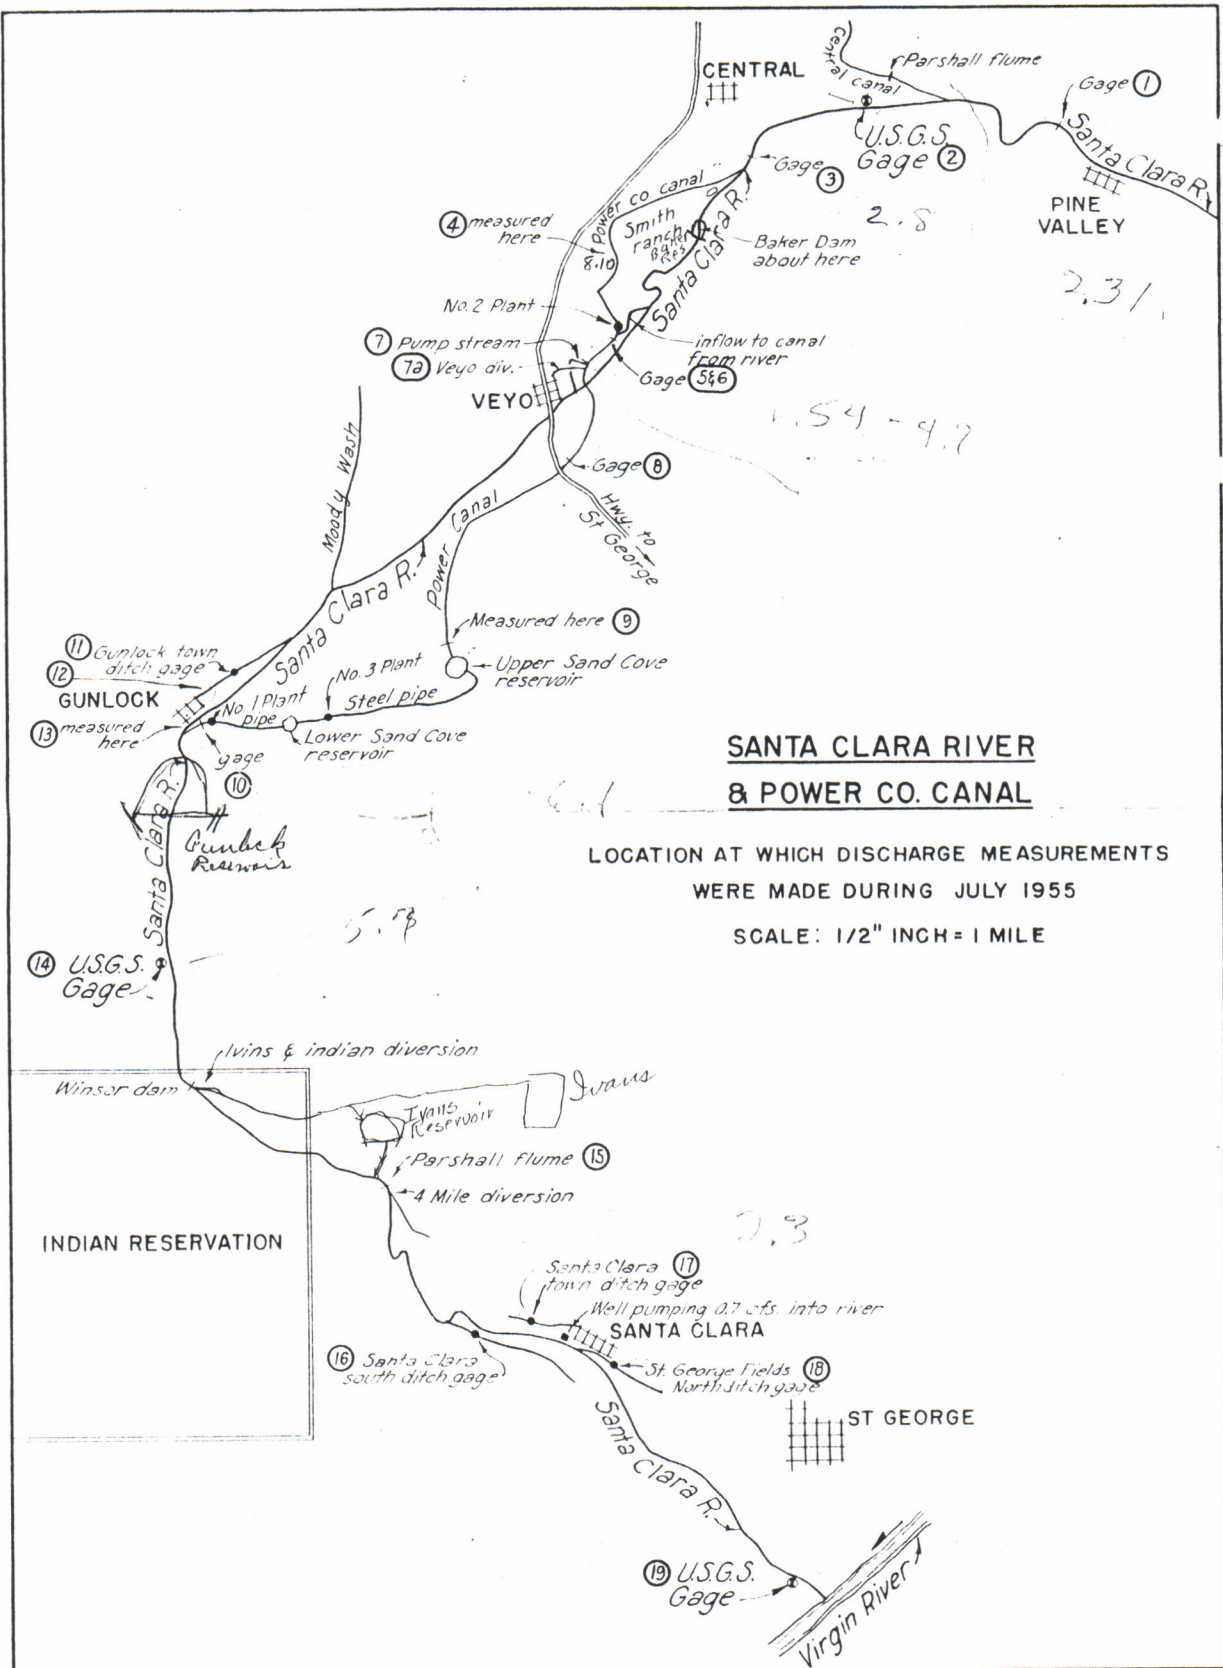 CENTRAL
Central canal
Parshall flume
Gage 1
Santa Clara R.
U.S.G.S.
Gage 2
PINE
VALLEY
Gage 3
Power co canal
4 measured
here
8.10
Smith
ranch
Baker
Res
Santa Clara R.
Baker Dam
about here
2.8
2.31
No. 2 Plant
7 Pump stream
7a Veyo div.
inflow to canal
from river
Gage 5&6
VEYO
.54 - 4.7
Gage 8
Moody Wash
Power Canal
Hwy. to
St George
Santa Clara R.
Measured here 9
11 Gunlock town
ditch gage
12
GUNLOCK
No. 3 Plant
Upper Sand Cove
reservoir
No. 1 Plant
pipe
Steel pipe
13 measured
here
Lower Sand Cove
reservoir
gage
10
SANTA CLARA RIVER
& POWER CO. CANAL
Gunlock
Reservoir
LOCATION AT WHICH DISCHARGE MEASUREMENTS
WERE MADE DURING JULY 1955
SCALE: 1/2" INCH = 1 MILE
Santa Clara R.
14 U.S.G.S.
Gage
Ivins & indian diversion
Winsor dam
Ivans
Ivans
Reservoir
Parshall flume 15
4 Mile diversion
INDIAN RESERVATION
2.3
Santa Clara 17
town ditch gage
Well pumping 0.7 cfs. into river
SANTA CLARA
16 Santa Clara
south ditch gage
St. George Fields 18
North ditch gage
ST GEORGE
Santa Clara R.
19 U.S.G.S.
Gage
Virgin River